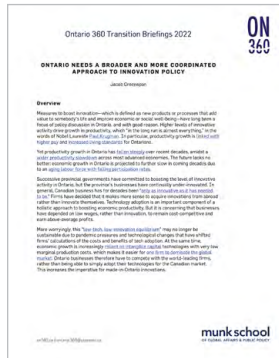 Ontario 360 Transition Briefings 2022
ON
360
ONTARIO NEEDS A BROADER AND MORE COORDINATED
APPROACH TO INNOVATION POLICY
Overview
Measures to boost innovation—which is defined as new products or processes that add
value to somebody's life and improve economic or social well-being—have long been a
focus of policy discussion in Ontario, and with good reason. Higher levels of innovative
activity drive growth in productivity, which "in the long run is almost everything," in the
words of Nobel Laureate Paul Krugman. In particular, productivity growth is linked with
higher pay and increased living standards for Ontarians.
Yet productivity growth in Ontario has fallen steeply over recent decades, amidst a
wider productivity slowdown across most advanced economies. The failure to
better economic growth in Ontario is projected to further slow in coming decades due
to an aging labour force with falling participation rates.
Successive provincial governments have committed to boosting the level of innovative
activity in Ontario, but the province's businesses have continually under-innovated. In
general, Canadian business has for decades been "only as innovative as it has needed
to be." Firms have decided that it makes more sense to acquire innovations from abroad
rather than innovate themselves. Technology adoption is an important component of a
holistic approach to boosting economic productivity. But it is concerning that businesses
have depended on low wages, rather than innovation, to remain cost competitive and
earn above-average profits.
More worryingly, this "low-tech, low-innovation equilibrium" may no longer be
sustainable due to pandemic pressures and technological changes that have shifted
firms' calculations of the costs and benefits of tech adoption. At the same time,
economic growth is increasingly reliant on intangible capital technologies with very low
marginal production costs, which makes it easier for one firm to dominate the global
market. Ontario businesses therefore have to compete with the world-leading firms,
rather than being able to simply adopt their technologies for the Canadian market.
This increases the imperative for made-in-Ontario innovations.
munk school
OF GLOBAL AFFAIRS & PUBLIC POLICY